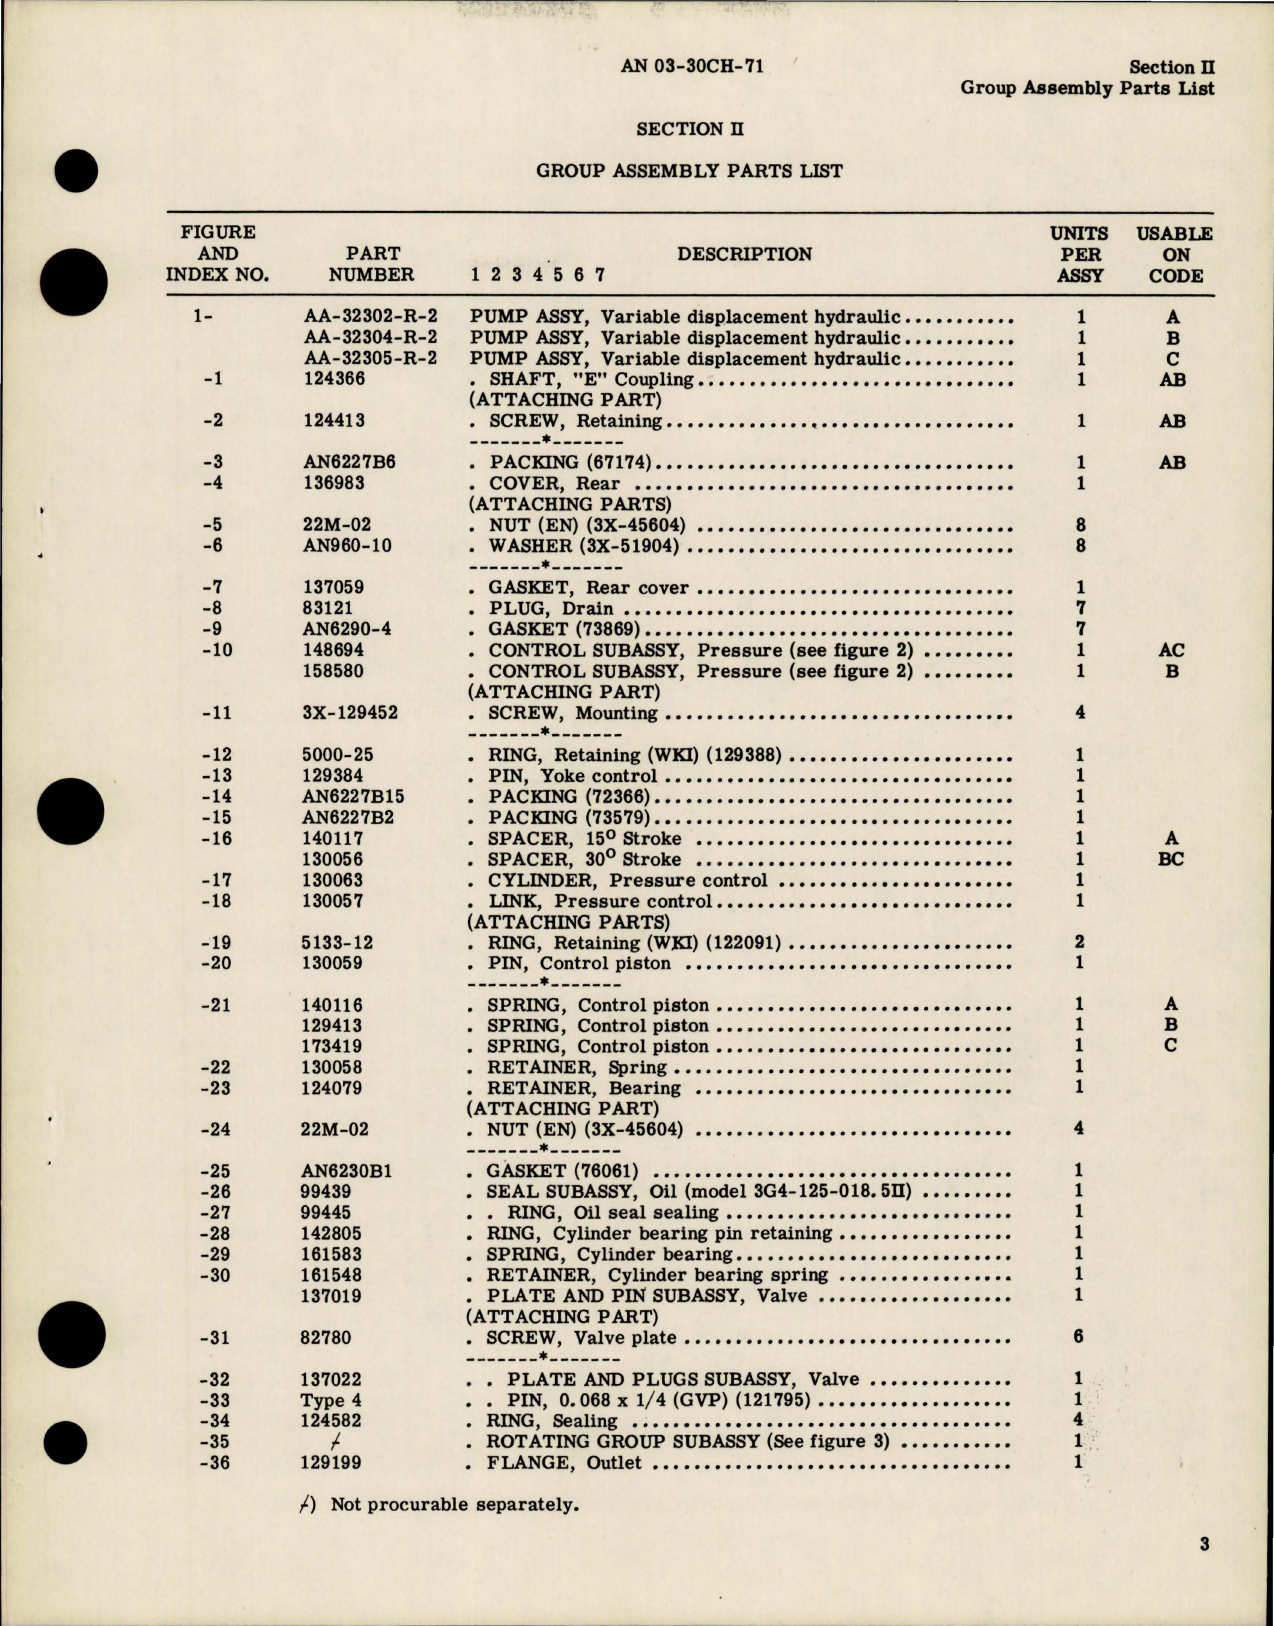 AN 03-30CH-71
Section II
Group Assembly Parts List
SECTION II
GROUP ASSEMBLY PARTS LIST
FIGURE AND INDEX NO. PART NUMBER DESCRIPTION 1 2 3 4 5 6 7 UNITS PER ASSY USABLE ON CODE
1- AA-32302-R-2 PUMP ASSY, Variable displacement hydraulic........... 1 A
AA-32304-R-2 PUMP ASSY, Variable displacement hydraulic........... 1 B
AA-32305-R-2 PUMP ASSY, Variable displacement hydraulic........... 1 C
-1 124366 . SHAFT, "E" Coupling............................... 1 AB
(ATTACHING PART)
-2 124413 . SCREW, Retaining.................................. 1 AB
-------*-------
-3 AN6227B6 . PACKING (67174)................................... 1 AB
-4 136983 . COVER, Rear ..................................... 1
(ATTACHING PARTS)
-5 22M-02 . NUT (EN) (3X-45604) ............................... 8
-6 AN960-10 . WASHER (3X-51904) ................................ 8
-------*-------
-7 137059 . GASKET, Rear cover ............................... 1
-8 83121 . PLUG, Drain ...................................... 7
-9 AN6290-4 . GASKET (73869).................................... 7
-10 148694 . CONTROL SUBASSY, Pressure (see figure 2) ......... 1 AC
158580 . CONTROL SUBASSY, Pressure (see figure 2) ......... 1 B
(ATTACHING PART)
-11 3X-129452 . SCREW, Mounting .................................. 4
-------*-------
-12 5000-25 . RING, Retaining (WKI) (129388) ...................... 1
-13 129384 . PIN, Yoke control .................................. 1
-14 AN6227B15 . PACKING (72366)................................... 1
-15 AN6227B2 . PACKING (73579)................................... 1
-16 140117 . SPACER, 15° Stroke ............................... 1 A
130056 . SPACER, 30° Stroke ............................... 1 BC
-17 130063 . CYLINDER, Pressure control ....................... 1
-18 130057 . LINK, Pressure control............................. 1
(ATTACHING PARTS)
-19 5133-12 . RING, Retaining (WKI) (122091) ...................... 2
-20 130059 . PIN, Control piston ................................ 1
-------*-------
-21 140116 . SPRING, Control piston ............................. 1 A
129413 . SPRING, Control piston ............................. 1 B
173419 . SPRING, Control piston ............................. 1 C
-22 130058 . RETAINER, Spring ................................. 1
-23 124079 . RETAINER, Bearing ............................... 1
(ATTACHING PART)
-24 22M-02 . NUT (EN) (3X-45604) ............................... 4
-------*-------
-25 AN6230B1 . GASKET (76061) ................................... 1
-26 99439 . SEAL SUBASSY, Oil (model 3G4-125-018.5II) ......... 1
-27 99445 . . RING, Oil seal sealing ............................ 1
-28 142805 . RING, Cylinder bearing pin retaining ................. 1
-29 161583 . SPRING, Cylinder bearing........................... 1
-30 161548 . RETAINER, Cylinder bearing spring ................. 1
137019 . PLATE AND PIN SUBASSY, Valve ................... 1
(ATTACHING PART)
-31 82780 . SCREW, Valve plate ................................ 6
-------*-------
-32 137022 . . PLATE AND PLUGS SUBASSY, Valve .............. 1
-33 Type 4 . . PIN, 0.068 x 1/4 (GVP) (121795) ................... 1
-34 124582 . RING, Sealing ..................................... 4
-35 ⁄- . ROTATING GROUP SUBASSY (See figure 3) ........... 1
-36 129199 . FLANGE, Outlet ................................... 1
⁄-) Not procurable separately.
3